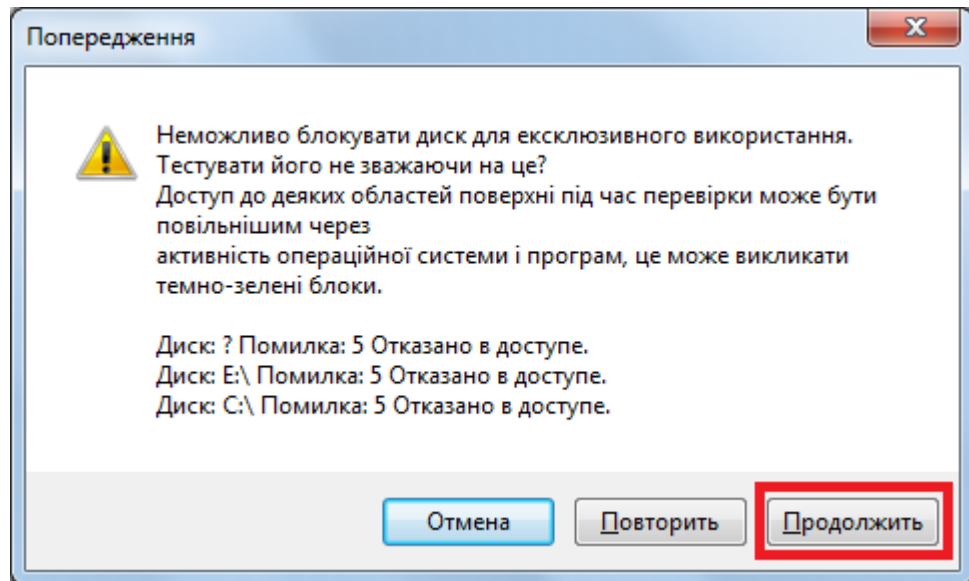 Попередження
Неможливо блокувати диск для ексклюзивного використання.
Тестувати його не зважаючи на це?
Доступ до деяких областей поверхні під час перевірки може бути
повільнішим через
активність операційної системи і програм, це може викликати
темно-зелені блоки.
Диск: ? Помилка: 5 Отказано в доступе.
Диск: E:\ Помилка: 5 Отказано в доступе.
Диск: C:\ Помилка: 5 Отказано в доступе.
Отмена Повторить Продолжить